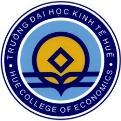 TRƯỜNG ĐẠI HỌC KINH TẾ HUẾ
HUE COLLEGE OF ECONOMICS